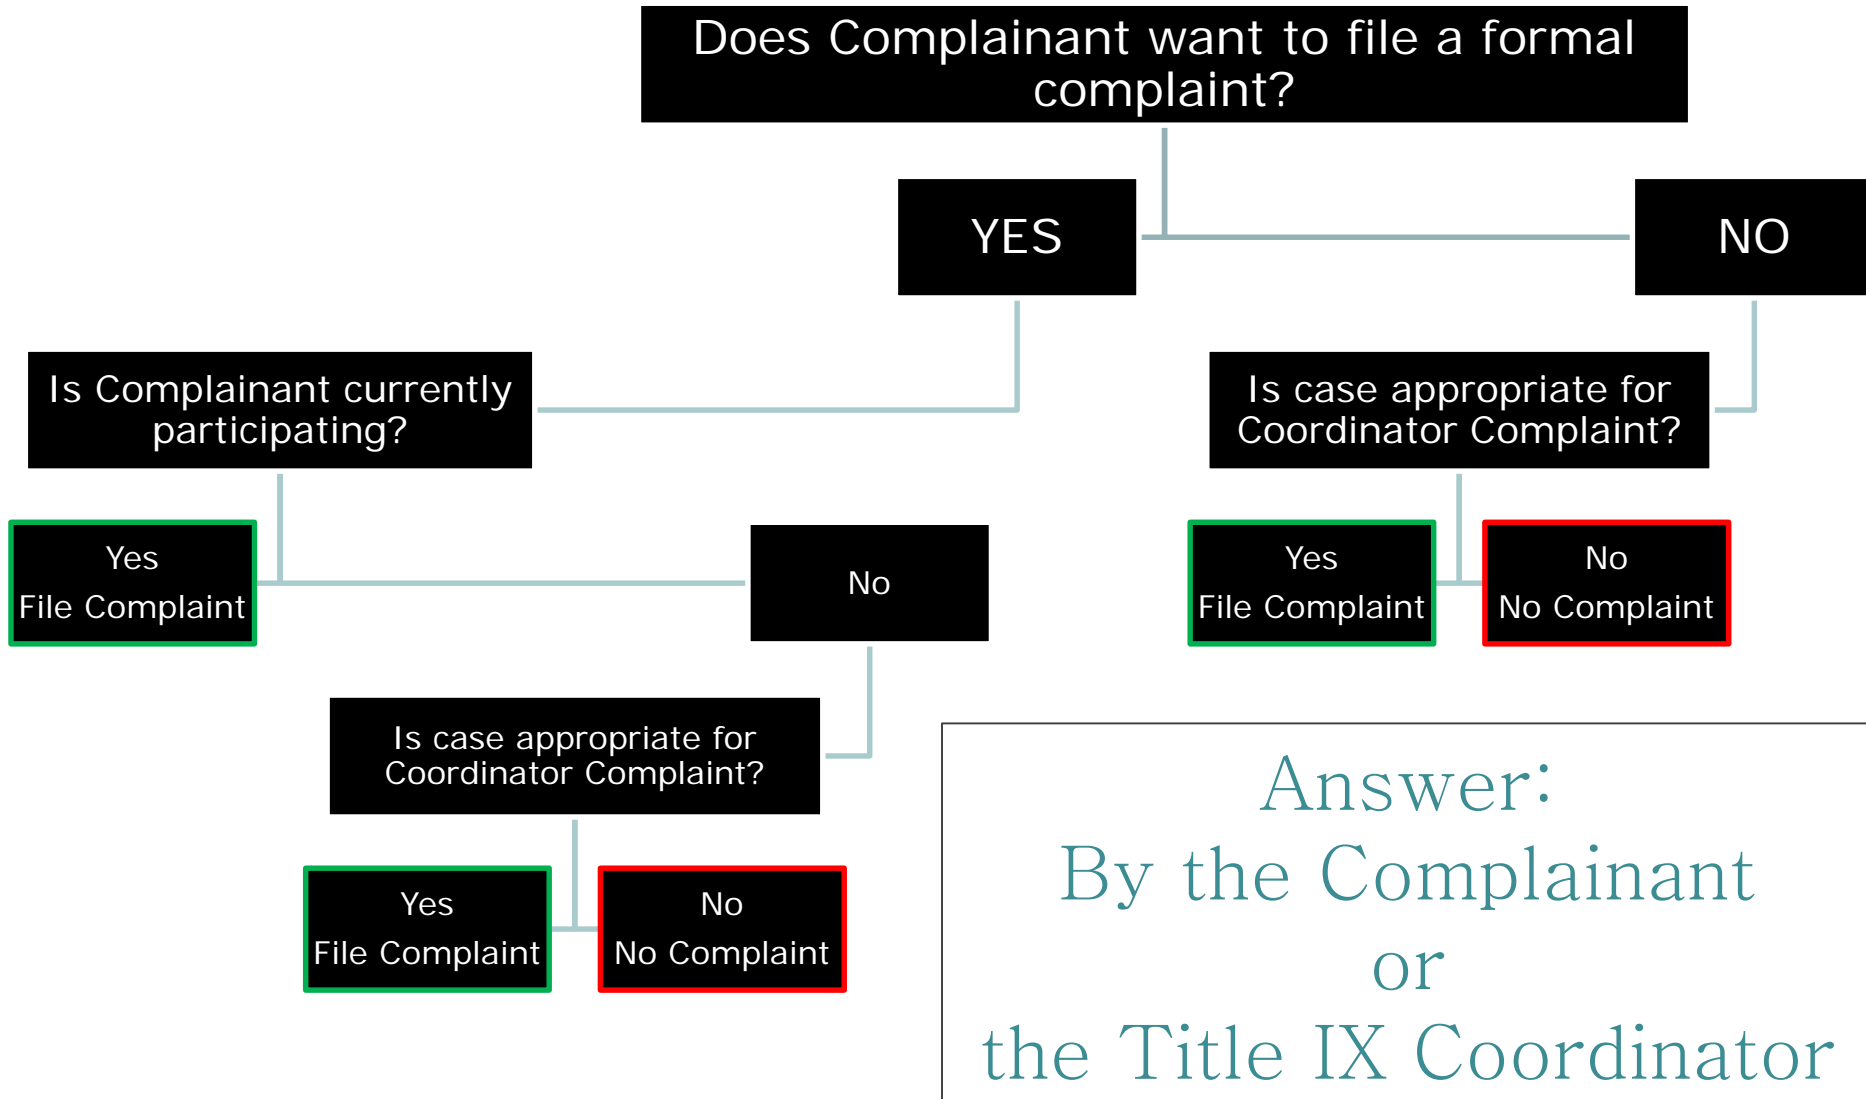 Does Complainant want to file a formal
complaint?
YES
NO
Is Complainant currently
participating?
Is case appropriate for
Coordinator Complaint?
Yes
File Complaint
No
Yes
File Complaint
No
No Complaint
Is case appropriate for
Coordinator Complaint?
Yes
File Complaint
No
No Complaint
Answer:
By the Complainant
or
the Title IX Coordinator